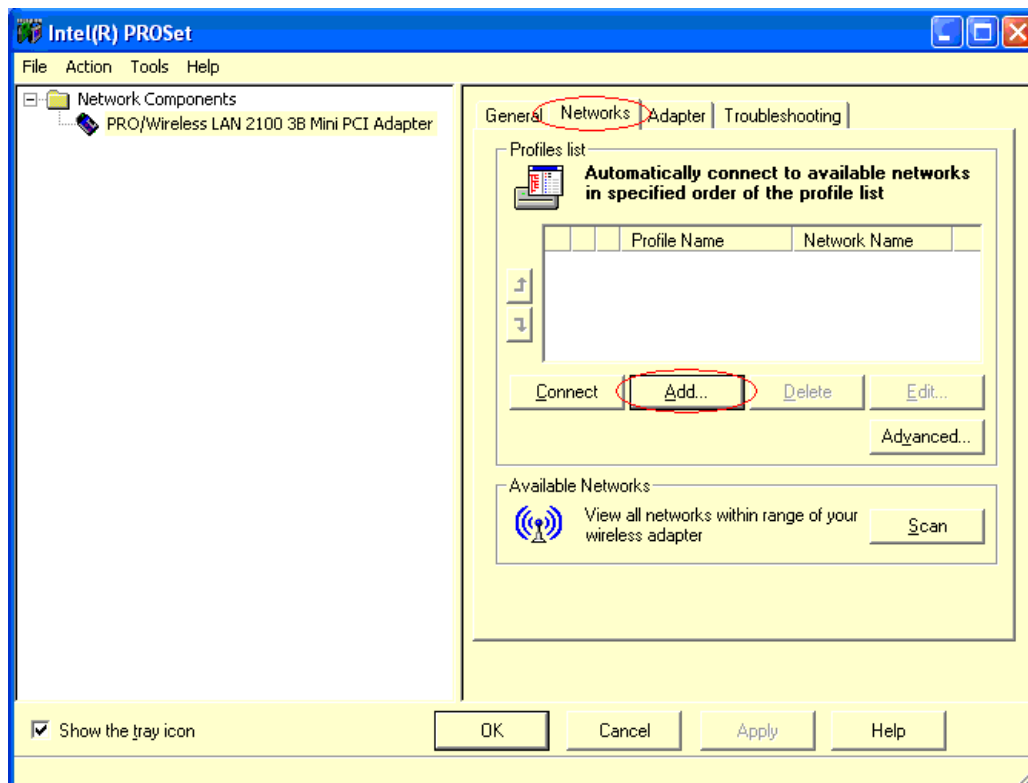 Intel(R) PROSet
File Action Tools Help
Network Components
PRO/Wireless LAN 2100 3B Mini PCI Adapter
General Networks Adapter Troubleshooting
Profiles list
Automatically connect to available networks
in specified order of the profile list
Profile Name Network Name
Connect Add... Delete Edit...
Advanced...
Available Networks
View all networks within range of your
wireless adapter
Scan
Show the tray icon
OK Cancel Apply Help